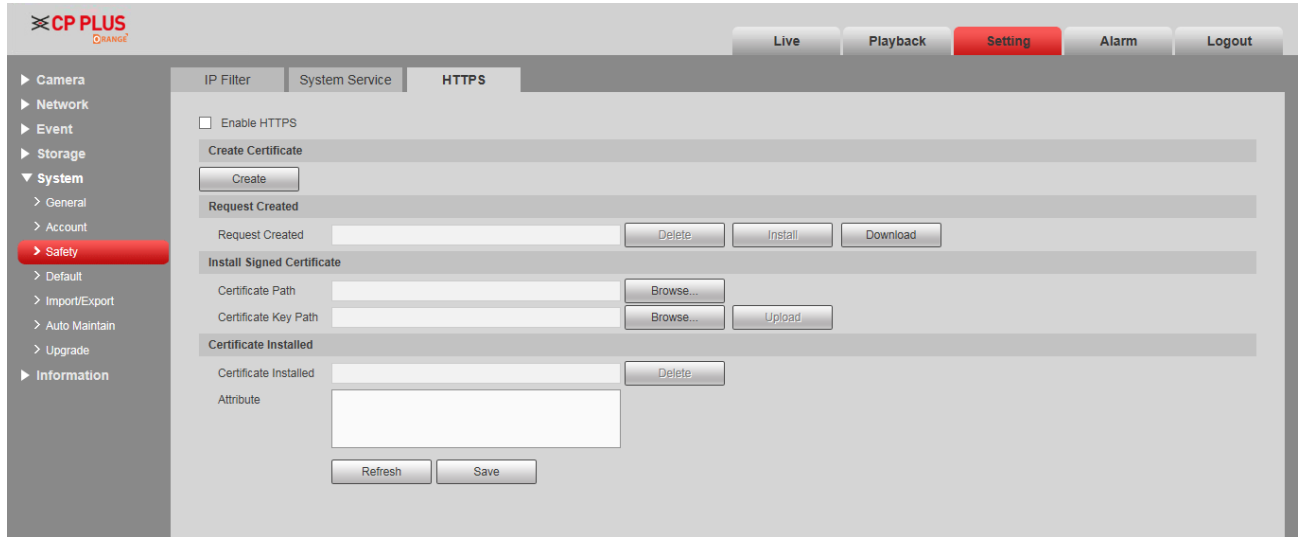 CP PLUS
ORANGE
Live Playback Setting Alarm Logout
Camera
Network
Event
Storage
System
General
Account
Safety
Default
Import/Export
Auto Maintain
Upgrade
Information
IP Filter System Service HTTPS
Enable HTTPS
Create Certificate
Create
Request Created
Request Created Delete Install Download
Install Signed Certificate
Certificate Path Browse...
Certificate Key Path Browse... Upload
Certificate Installed
Certificate Installed Delete
Attribute
Refresh Save